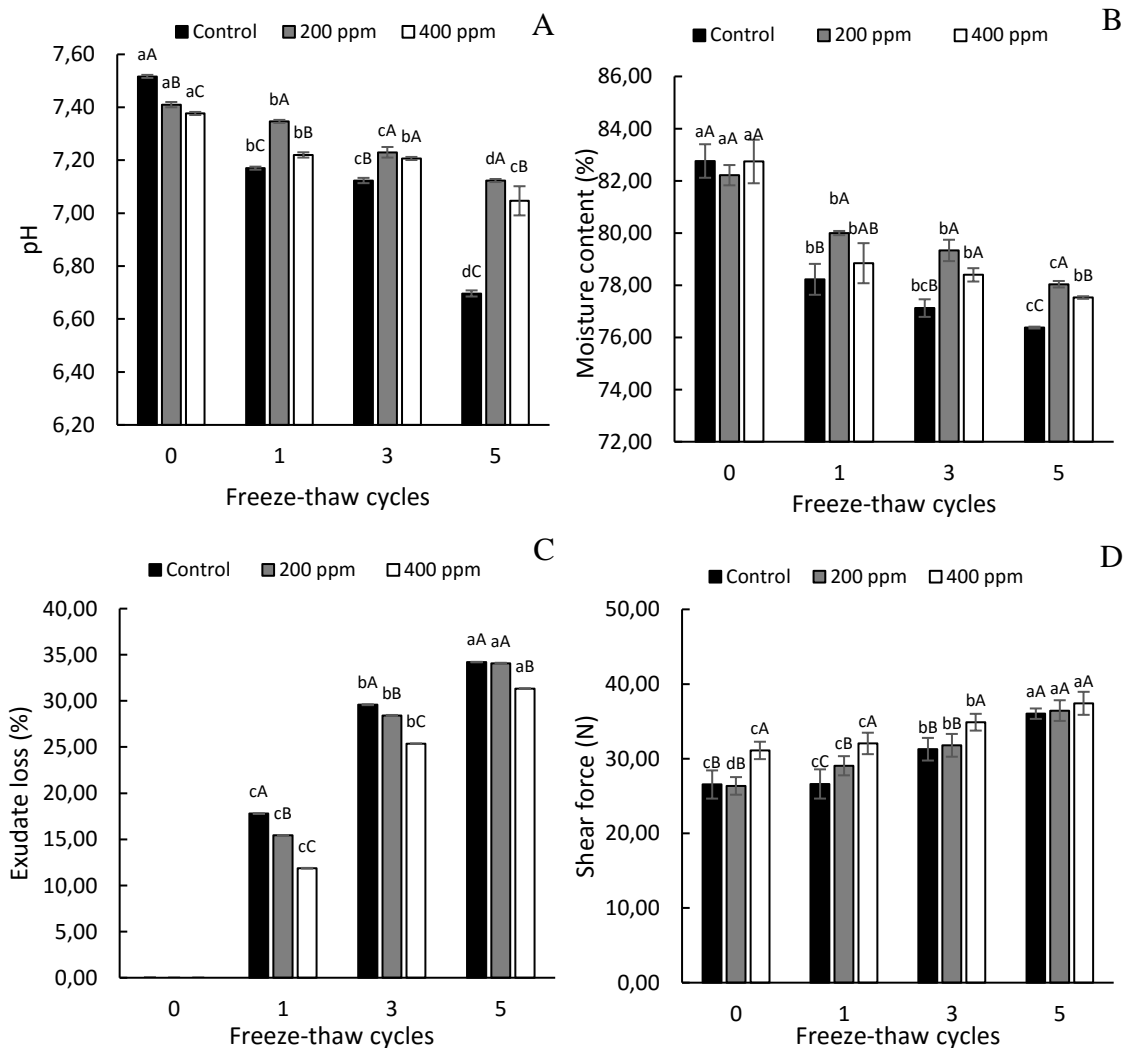 A
Control 200 ppm 400 ppm
7,60
7,40
7,20
7,00
6,80
6,60
6,40
6,20
pH
aA aB aC
bC bA bB
cB cA bA
dC dA cB
0 1 3 5
Freeze-thaw cycles
B
Control 200 ppm 400 ppm
86,00
84,00
82,00
80,00
78,00
76,00
74,00
72,00
Moisture content (%)
aA aA aA
bB bA bAB
bcB bA bA
cC cA bB
0 1 3 5
Freeze-thaw cycles
C
Control 200 ppm 400 ppm
40,00
35,00
30,00
25,00
20,00
15,00
10,00
5,00
0,00
Exudate loss (%)
cA cB cC
bA bB bC
aA aA aB
0 1 3 5
Freeze-thaw cycles
D
Control 200 ppm 400 ppm
50,00
40,00
30,00
20,00
10,00
0,00
Shear force (N)
cB dB cA
cC cB cA
bB bB bA
aA aA aA
0 1 3 5
Freeze-thaw cycles